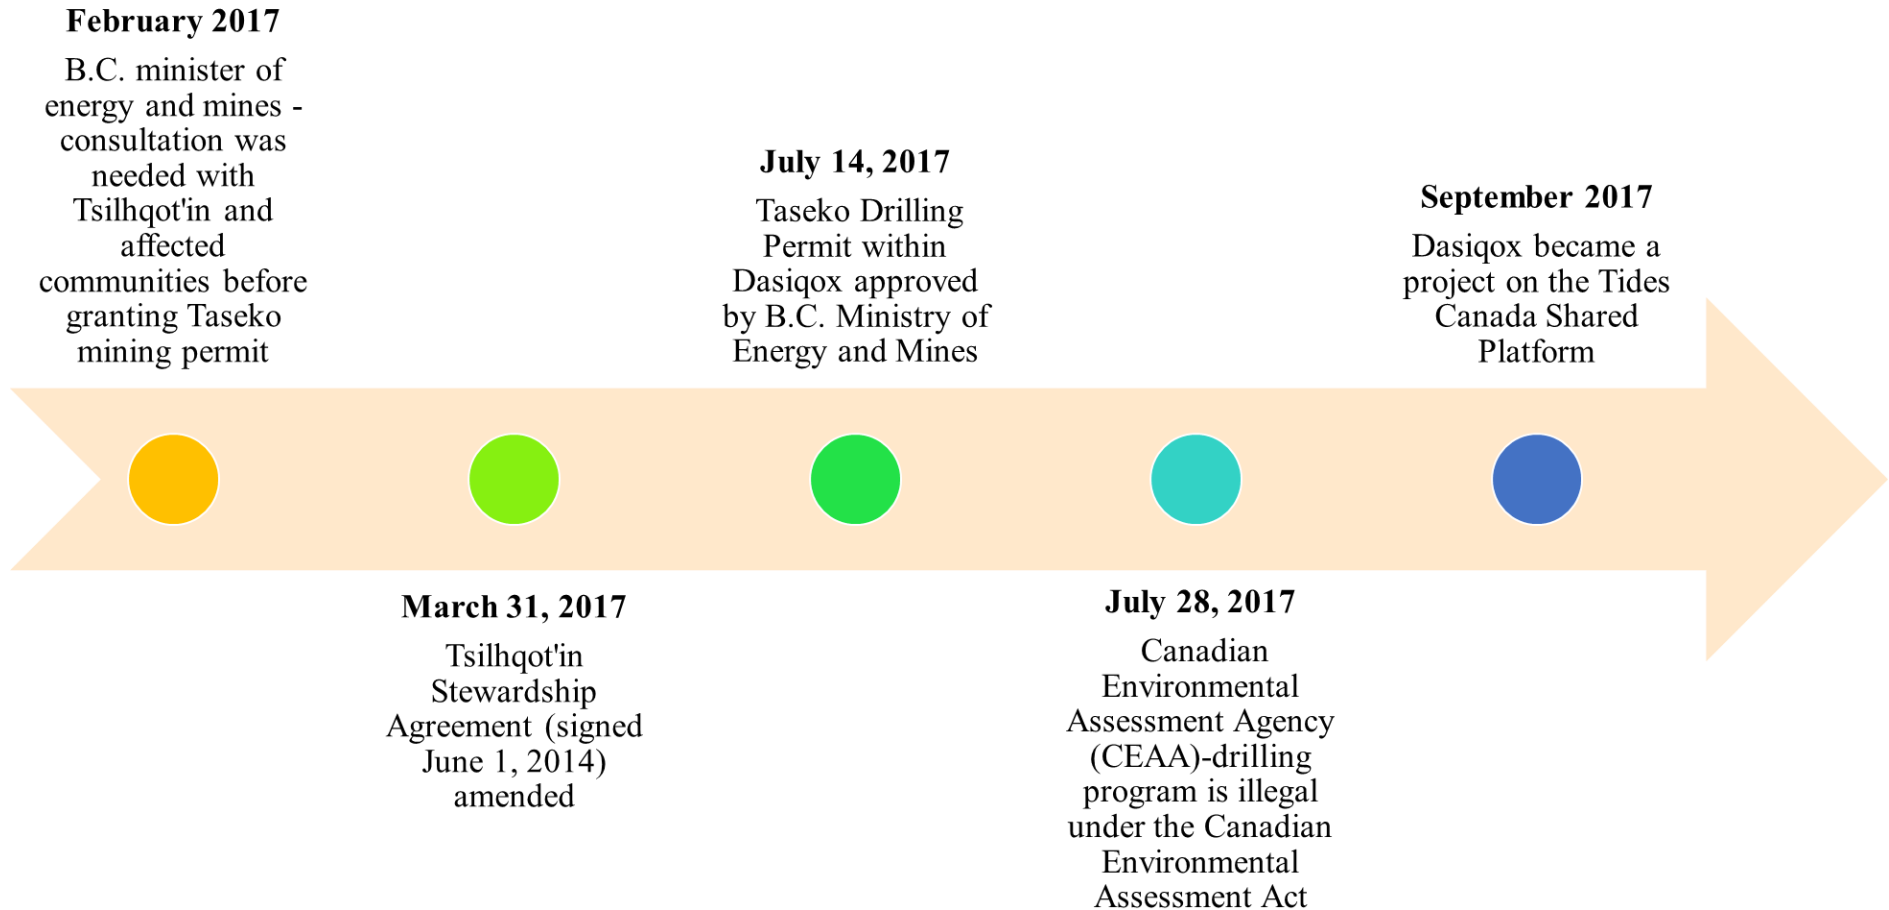 February 2017
B.C. minister of
energy and mines -
consultation was
needed with
Tsilhqot'in and
affected
communities before
granting Taseko
mining permit
March 31, 2017
Tsilhqot'in
Stewardship
Agreement (signed
June 1, 2014)
amended
July 14, 2017
Taseko Drilling
Permit within
Dasiqox approved
by B.C. Ministry of
Energy and Mines
July 28, 2017
Canadian
Environmental
Assessment Agency
(CEAA)-drilling
program is illegal
under the Canadian
Environmental
Assessment Act
September 2017
Dasiqox became a
project on the Tides
Canada Shared
Platform